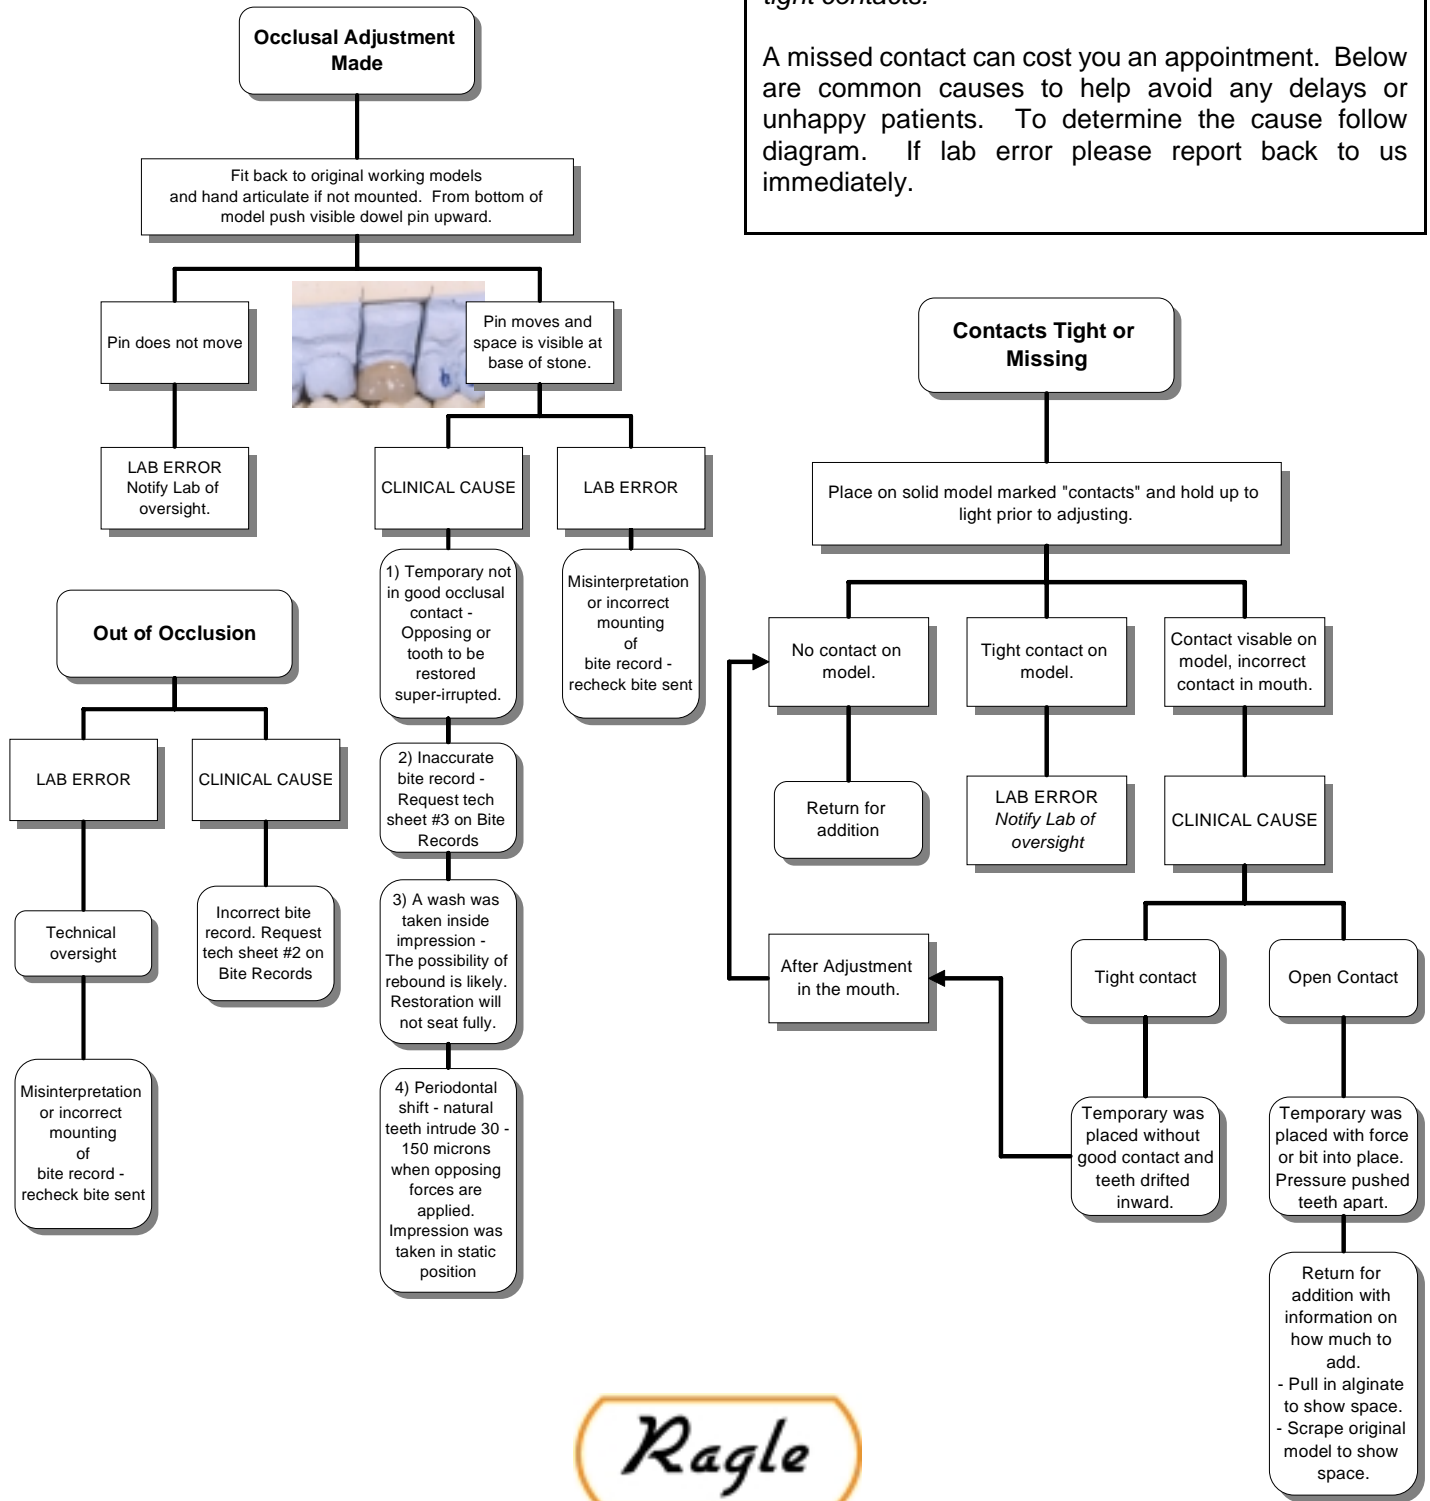 tight contacts.
A missed contact can cost you an appointment. Below
are common causes to help avoid any delays or
unhappy patients. To determine the cause follow
diagram. If lab error please report back to us
immediately.
Occlusal Adjustment
Made
Fit back to original working models
and hand articulate if not mounted. From bottom of
model push visible dowel pin upward.
Pin does not move
Pin moves and
space is visible at
base of stone.
LAB ERROR
Notify Lab of
oversight.
CLINICAL CAUSE
LAB ERROR
1) Temporary not
in good occlusal
contact -
Opposing or
tooth to be
restored
super-irrupted.
Misinterpretation
or incorrect
mounting
of
bite record -
recheck bite sent
2) Inaccurate
bite record -
Request tech
sheet #3 on Bite
Records
3) A wash was
taken inside
impression -
The possibility of
rebound is likely.
Restoration will
not seat fully.
4) Periodontal
shift - natural
teeth intrude 30 -
150 microns
when opposing
forces are
applied.
Impression was
taken in static
position
Out of Occlusion
LAB ERROR
CLINICAL CAUSE
Technical
oversight
Incorrect bite
record. Request
tech sheet #2 on
Bite Records
Misinterpretation
or incorrect
mounting
of
bite record -
recheck bite sent
Contacts Tight or
Missing
Place on solid model marked "contacts" and hold up to
light prior to adjusting.
No contact on
model.
Tight contact on
model.
Contact visable on
model, incorrect
contact in mouth.
Return for
addition
LAB ERROR
Notify Lab of
oversight
CLINICAL CAUSE
After Adjustment
in the mouth.
Tight contact
Open Contact
Temporary was
placed without
good contact and
teeth drifted
inward.
Temporary was
placed with force
or bit into place.
Pressure pushed
teeth apart.
Return for
addition with
information on
how much to
add.
- Pull in alginate
to show space.
- Scrape original
model to show
space.
Ragle